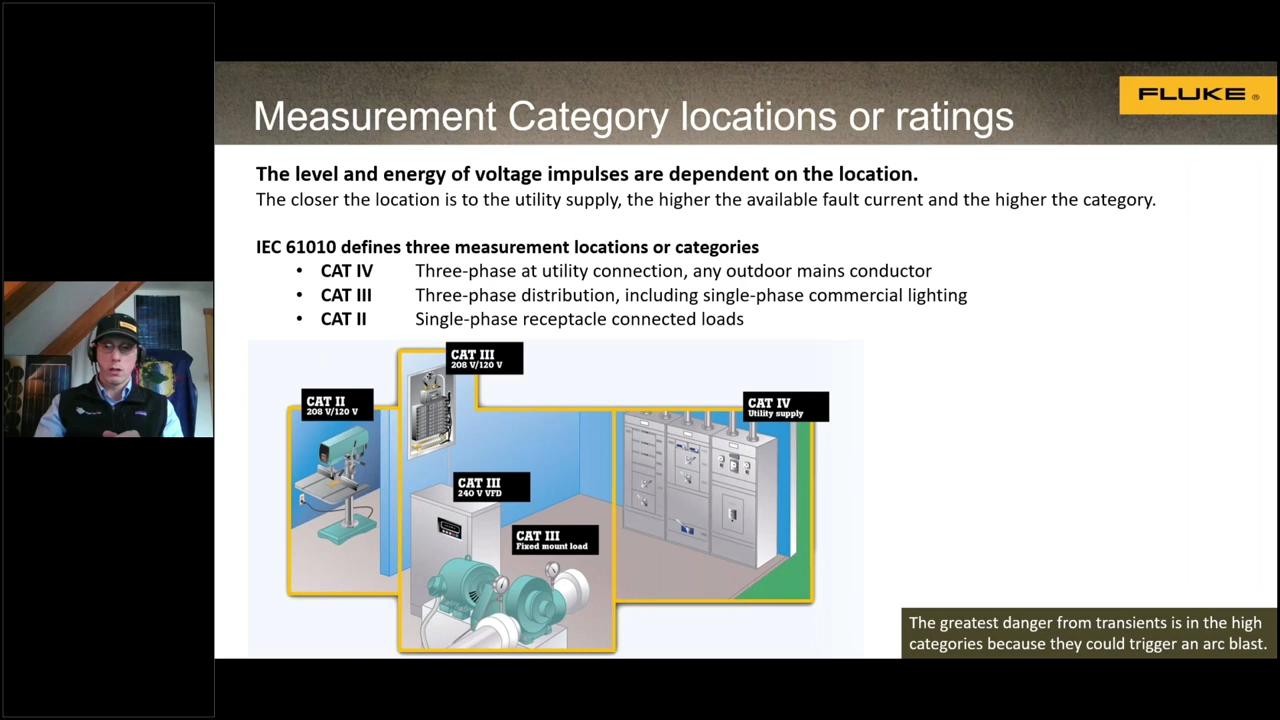 FLUKE ®
Measurement Category locations or ratings
The level and energy of voltage impulses are dependent on the location.
The closer the location is to the utility supply, the higher the available fault current and the higher the category.
IEC 61010 defines three measurement locations or categories
• CAT IV Three-phase at utility connection, any outdoor mains conductor
• CAT III Three-phase distribution, including single-phase commercial lighting
• CAT II Single-phase receptacle connected loads
CAT III
208 V/120 V
CAT II
208 V/120 V
CAT IV
Utility supply
CAT III
240 V VFD
CAT III
Fixed mount load
The greatest danger from transients is in the high
categories because they could trigger an arc blast.